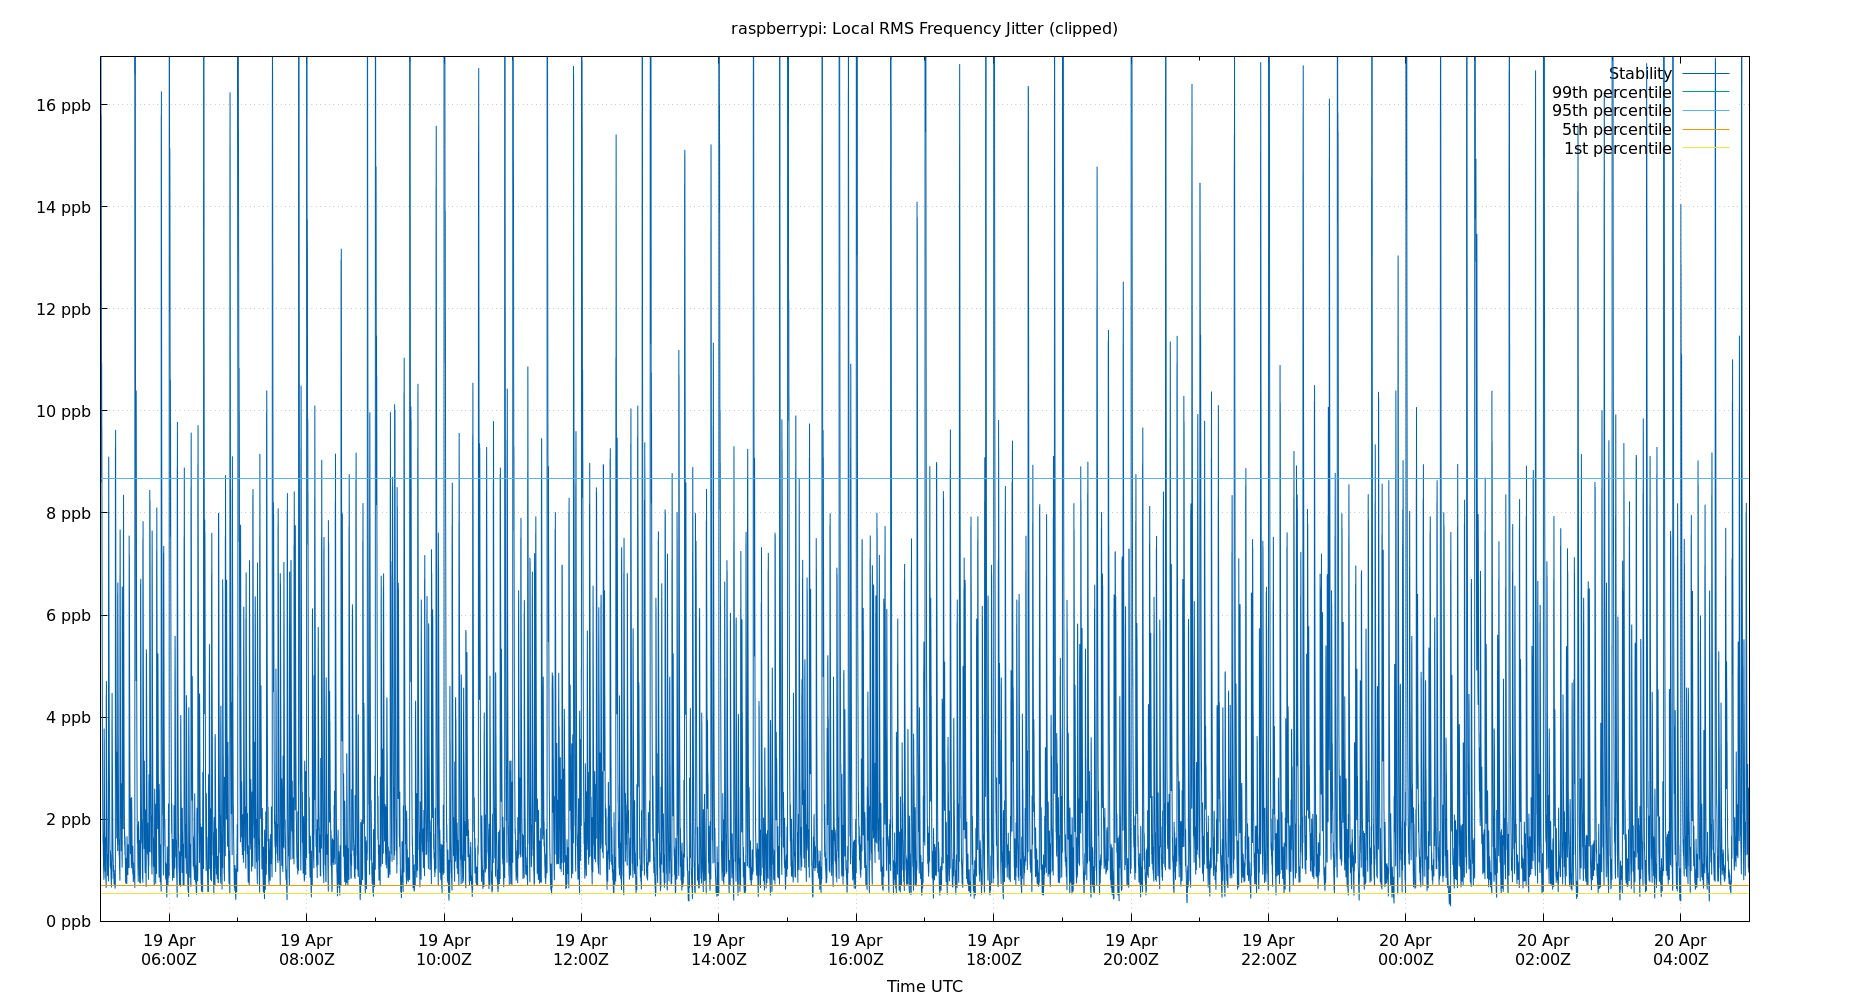 raspberrypi: Local RMS Frequency Jitter (clipped)
Stability
99th percentile
95th percentile
5th percentile
1st percentile
16 ppb
14 ppb
12 ppb
10 ppb
8 ppb
6 ppb
4 ppb
2 ppb
0 ppb
19 Apr 19 Apr 19 Apr 19 Apr 19 Apr 19 Apr 19 Apr 19 Apr 19 Apr 20 Apr 20 Apr 20 Apr
06:00Z 08:00Z 10:00Z 12:00Z 14:00Z 16:00Z 18:00Z 20:00Z 22:00Z 00:00Z 02:00Z 04:00Z
Time UTC